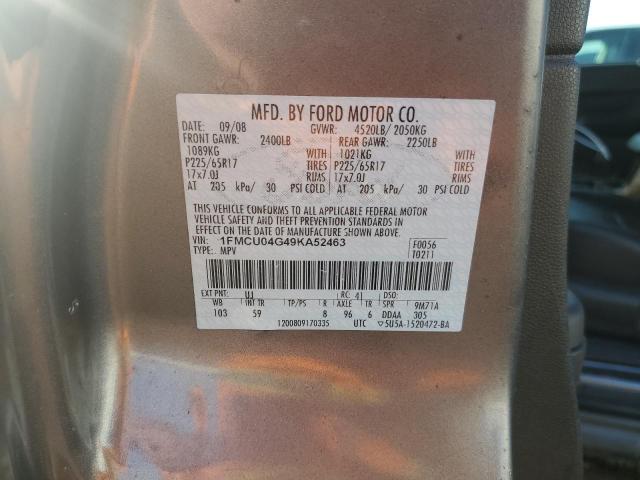 MFD. BY FORD MOTOR CO.
DATE: 09/08 GVWR: 4520LB/ 2050KG
FRONT GAWR: 2400LB REAR GAWR: 2250LB
1089KG WITH 1021KG WITH
P225/65R17 TIRES P225/65R17 TIRES
17x7.0J RIMS 17x7.0J RIMS
AT 205 kPa/ 30 PSI COLD AT 205 kPa/ 30 PSI COLD
THIS VEHICLE CONFORMS TO ALL APPLICABLE FEDERAL MOTOR
VEHICLE SAFETY AND THEFT PREVENTION STANDARDS IN
EFFECT ON THE DATE OF MANUFACTURE SHOWN ABOVE.
VIN: 1FMCU04G49KA52463 F0056
TYPE: MPV T0211
EXT PNT: UJ RC: 41 DSO:
WB INT TR TP/PS R AXLE TR SPR 9M71A
103 59 8 96 6 DDAA 305
1200809170335 UTC ▽5U5A-1520472-BA